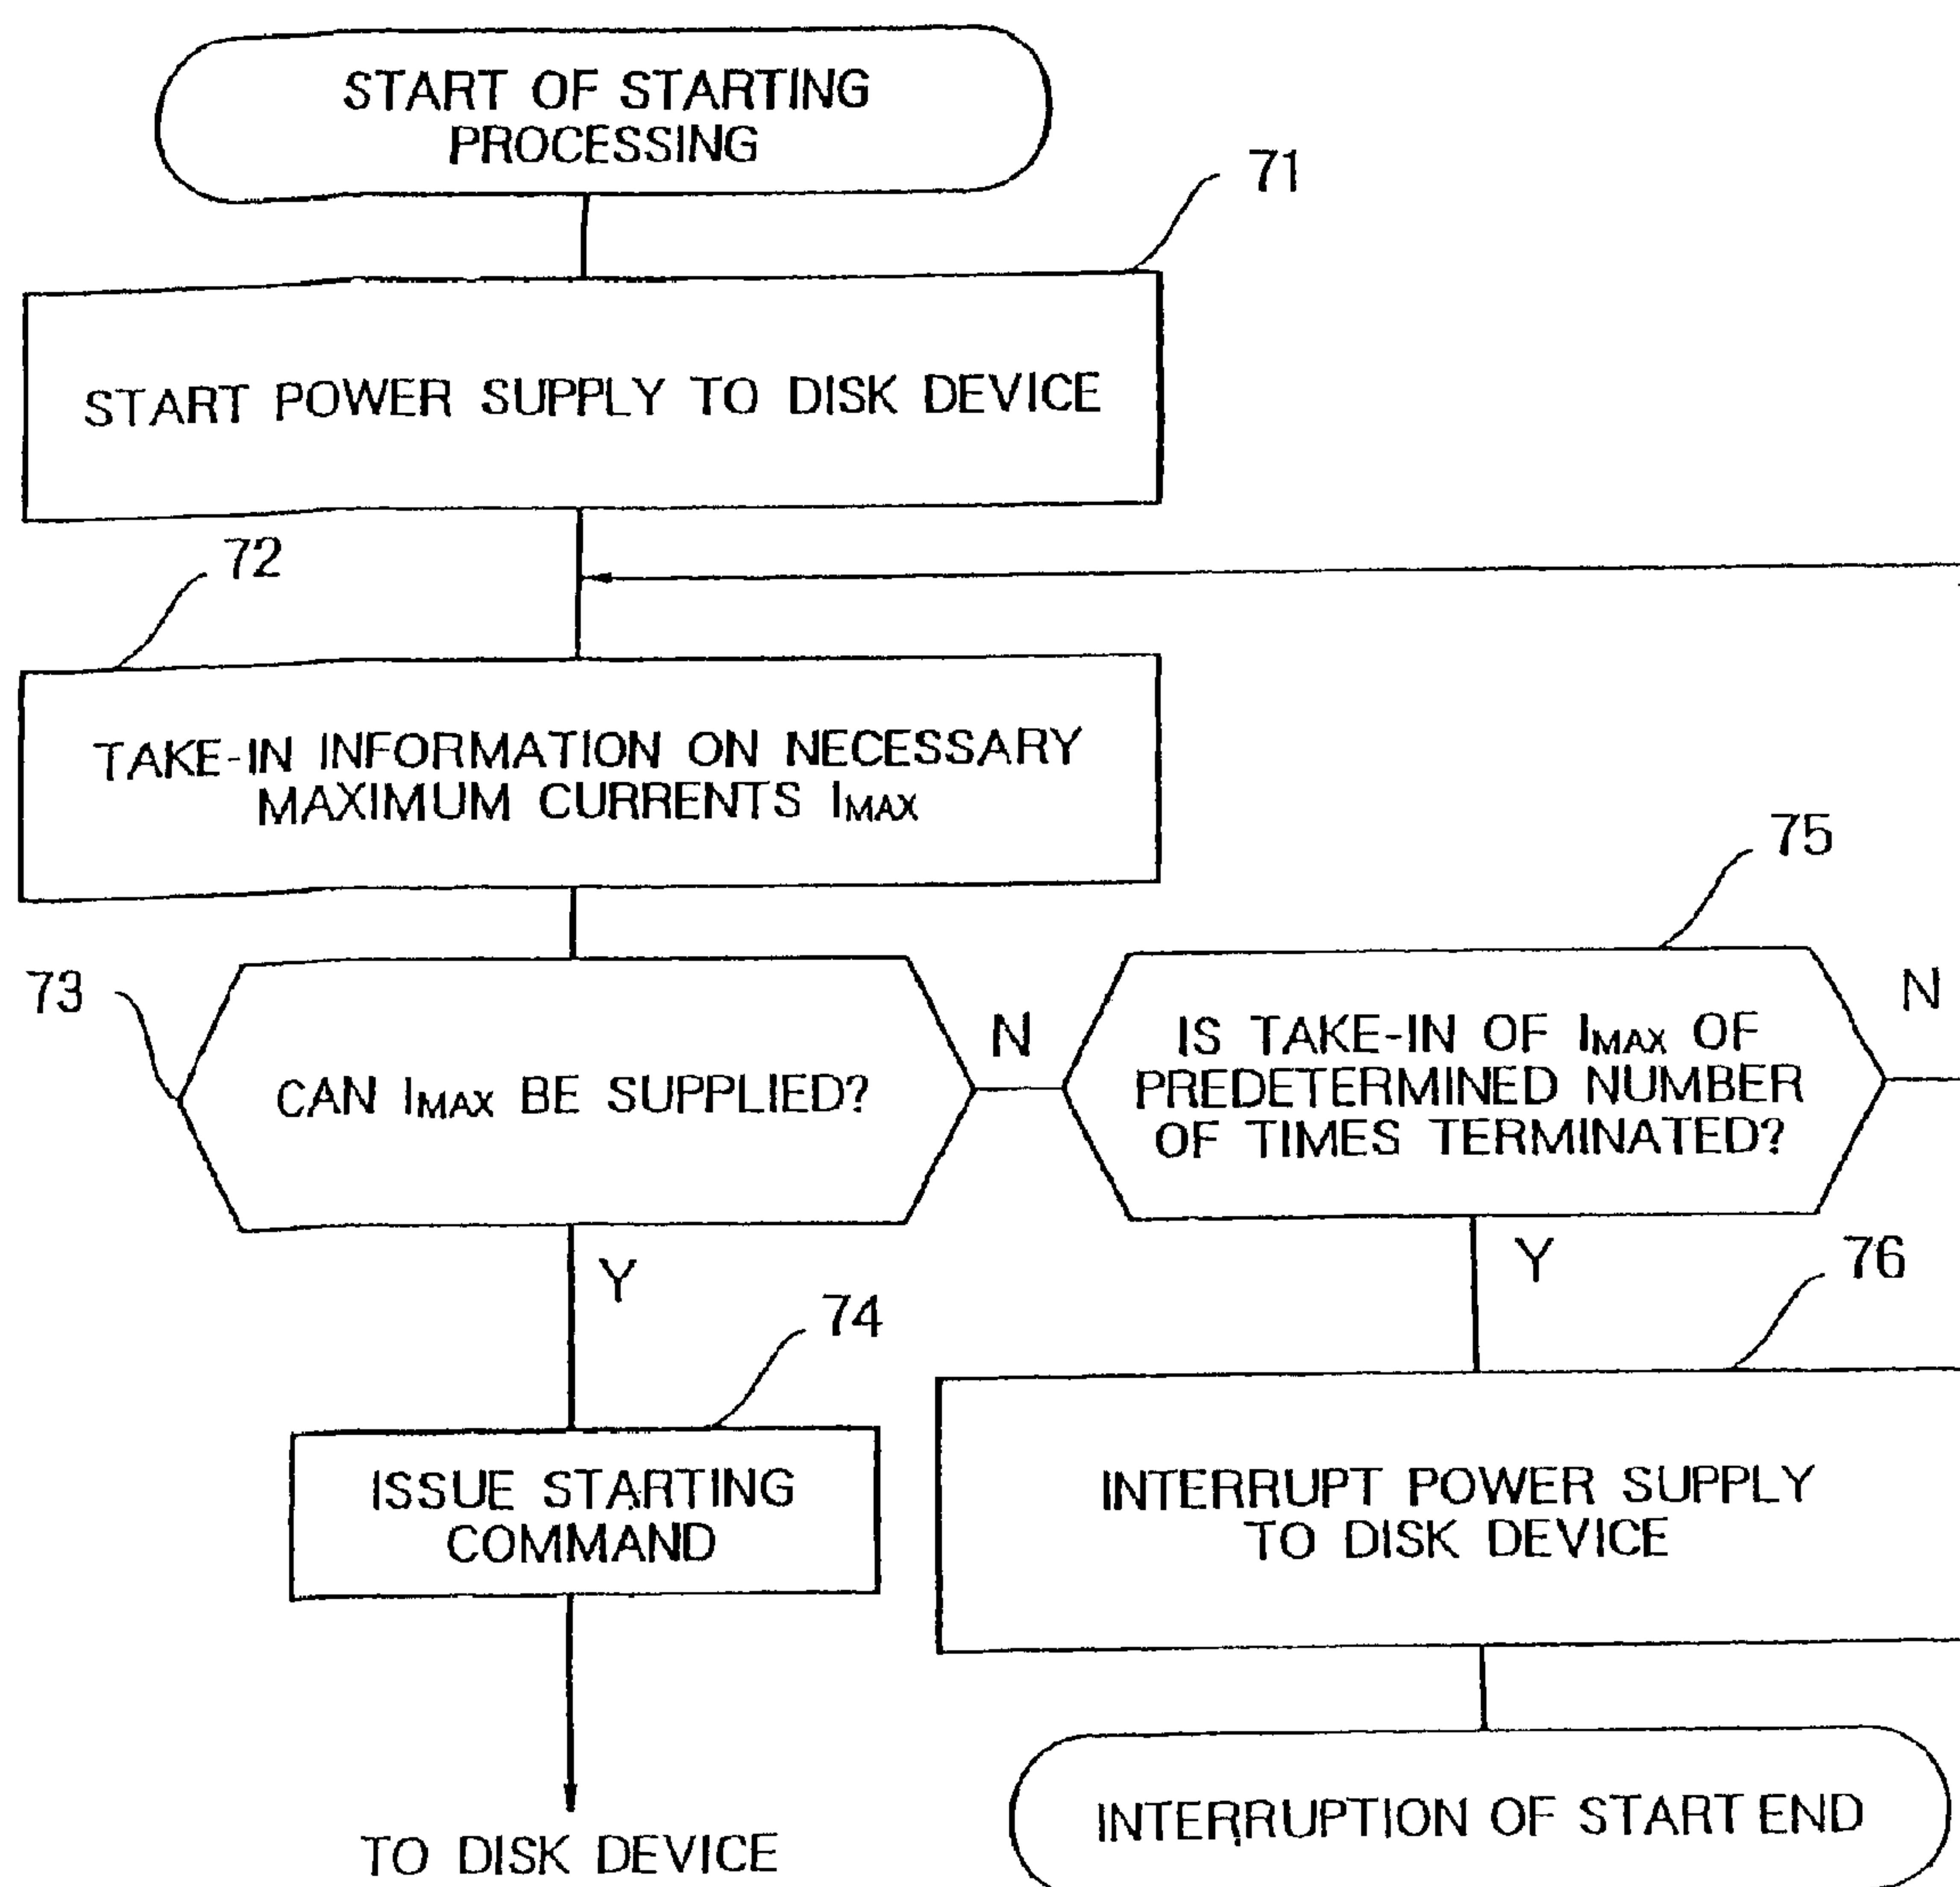 START OF STARTING
PROCESSING
71
START POWER SUPPLY TO DISK DEVICE
72
TAKE-IN INFORMATION ON NECESSARY
MAXIMUM CURRENTS IMAX
75
73
CAN IMAX BE SUPPLIED?
N
IS TAKE-IN OF IMAX OF
PREDETERMINED NUMBER
OF TIMES TERMINATED?
N
Y
Y
76
74
ISSUE STARTING
COMMAND
INTERRUPT POWER SUPPLY
TO DISK DEVICE
TO DISK DEVICE
INTERRUPTION OF START END